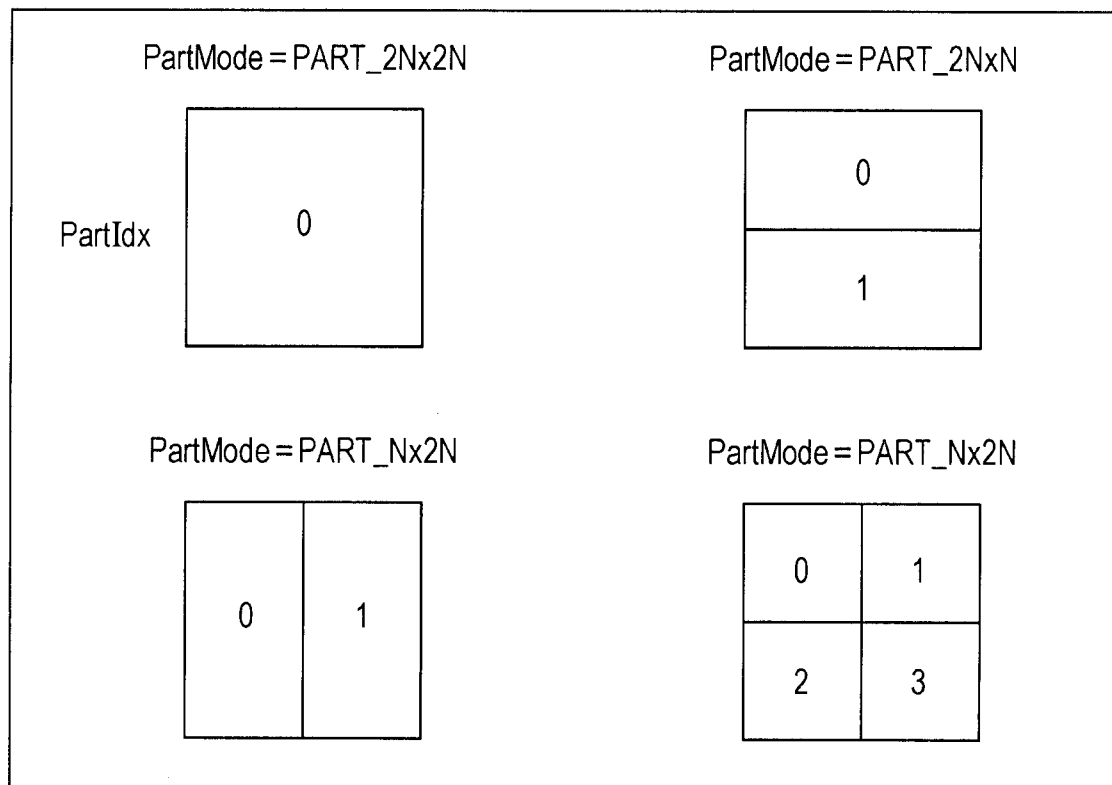 PartMode = PART_2Nx2N
PartMode = PART_2NxN
PartIdx
0
0
1
PartMode = PART_Nx2N
PartMode = PART_Nx2N
0 1
0 1
2 3